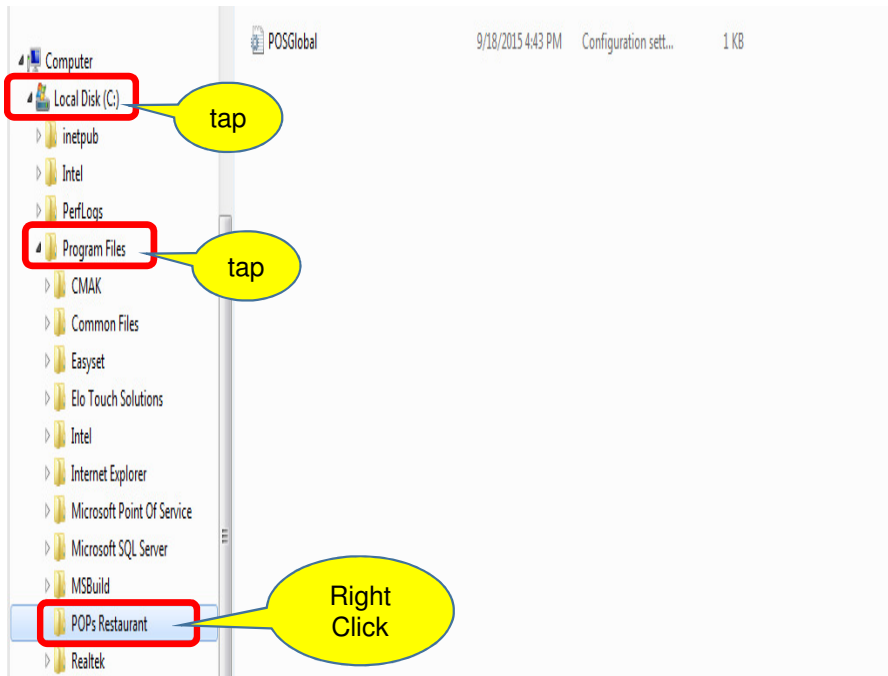 POSGlobal 9/18/2015 4:43 PM Configuration sett... 1 KB
Computer
Local Disk (C:)
tap
inetpub
Intel
PerfLogs
Program Files
tap
CMAK
Common Files
Easyset
Elo Touch Solutions
Intel
Internet Explorer
Microsoft Point Of Service
Microsoft SQL Server
MSBuild
Right
Click
POPs Restaurant
Realtek